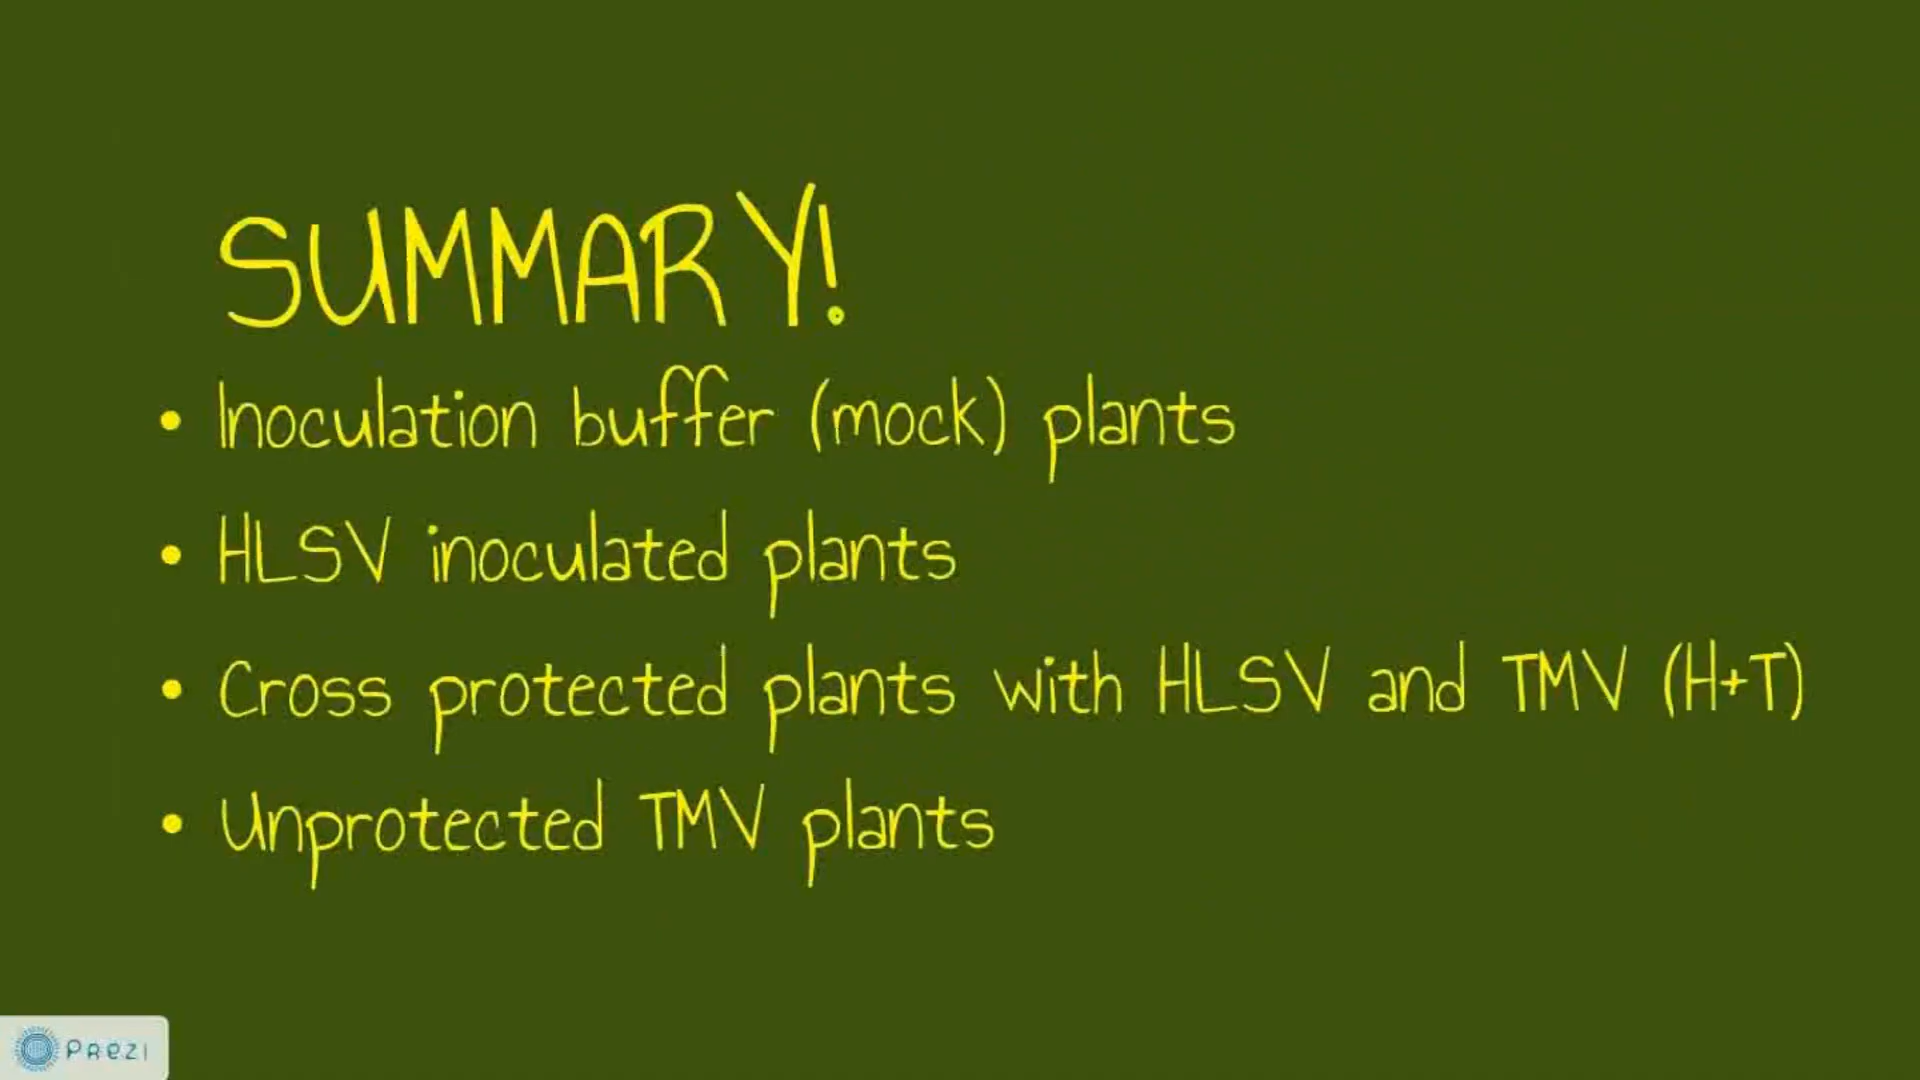 SUMMARY!
• Inoculation buffer (mock) plants
• HLSV inoculated plants
• Cross protected plants with HLSV and TMV (H+T)
• Unprotected TMV plants
PReZI